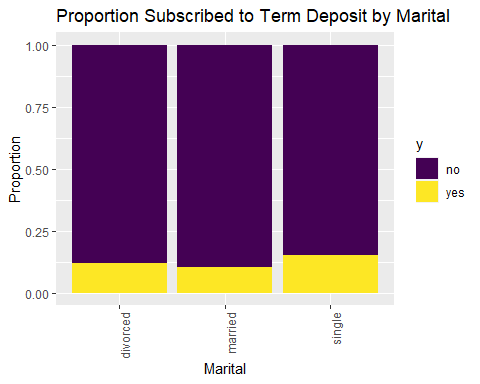 Proportion Subscribed to Term Deposit by Marital
1.00
0.75
0.50
0.25
0.00
Proportion
divorced
married
single
Marital
y
no
yes